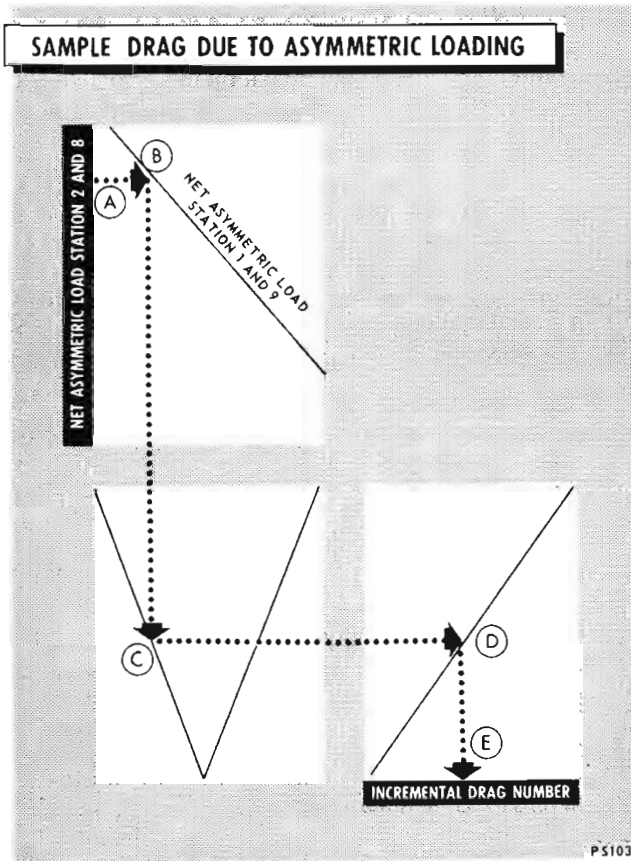 SAMPLE DRAG DUE TO ASYMMETRIC LOADING
NET ASYMMETRIC LOAD STATION 2 AND 8
A
B
NET ASYMMETRIC LOAD
STATION 1 AND 9
C
D
E
INCREMENTAL DRAG NUMBER
PS103